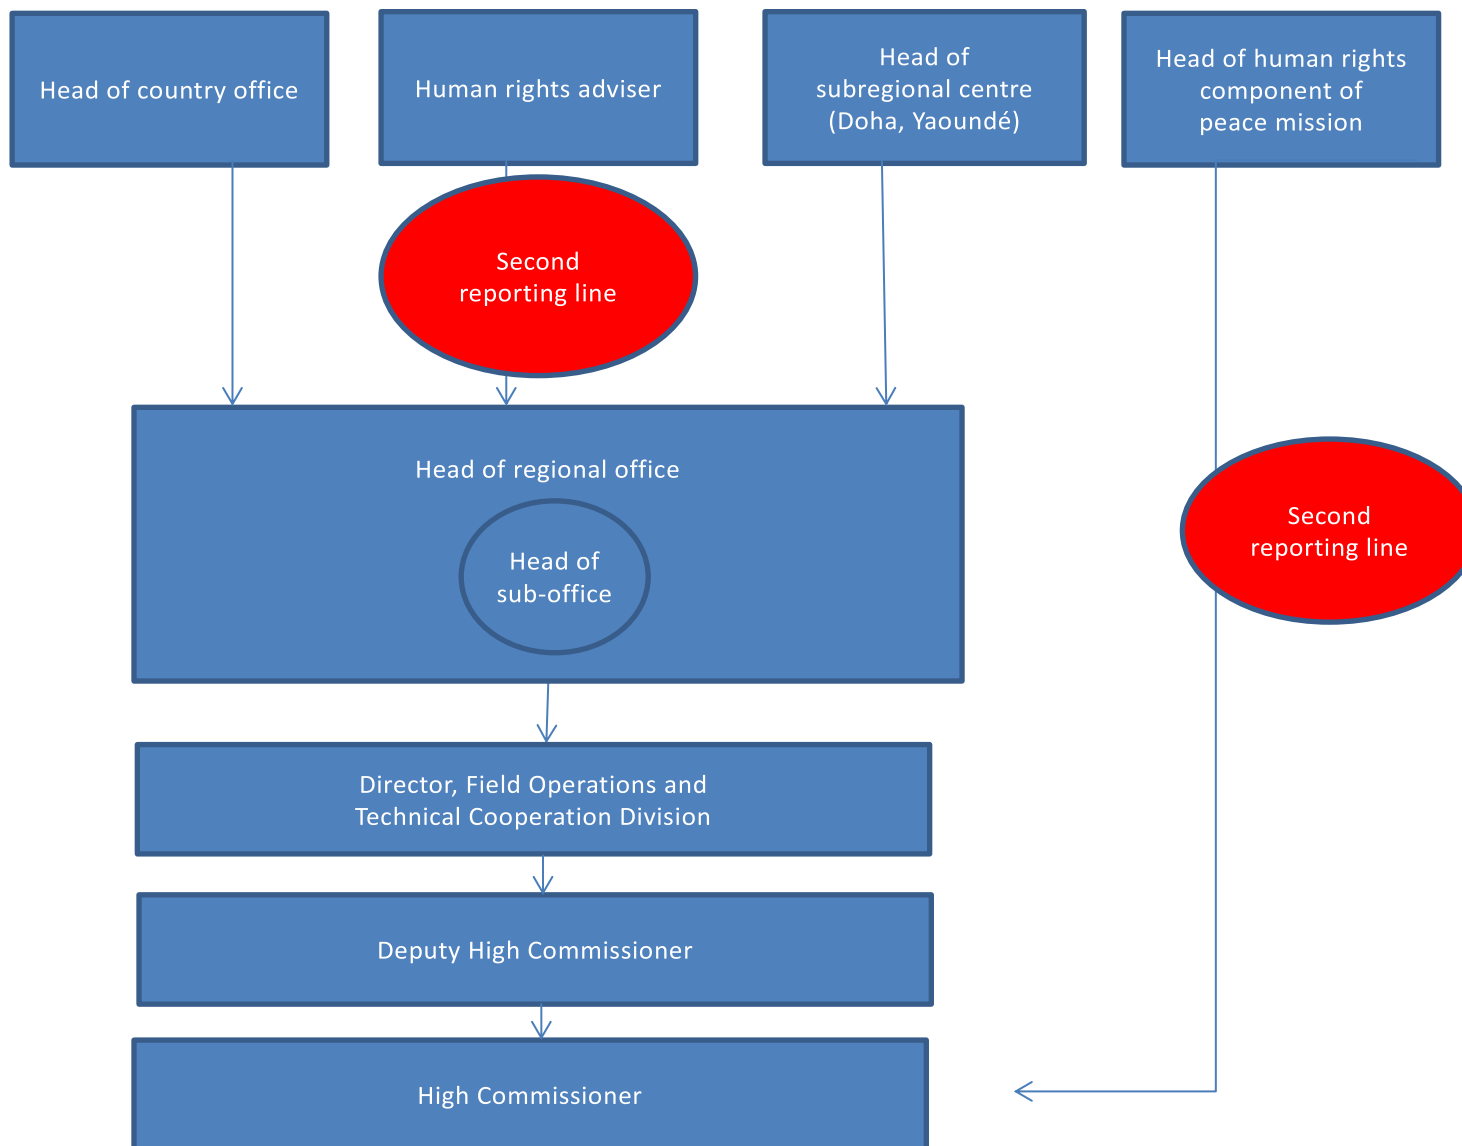 Head of country office
Human rights adviser
Head of
subregional centre
(Doha, Yaoundé)
Head of human rights
component of
peace mission
Second
reporting line
Head of regional office
Head of
sub-office
Second
reporting line
Director, Field Operations and
Technical Cooperation Division
Deputy High Commissioner
High Commissioner